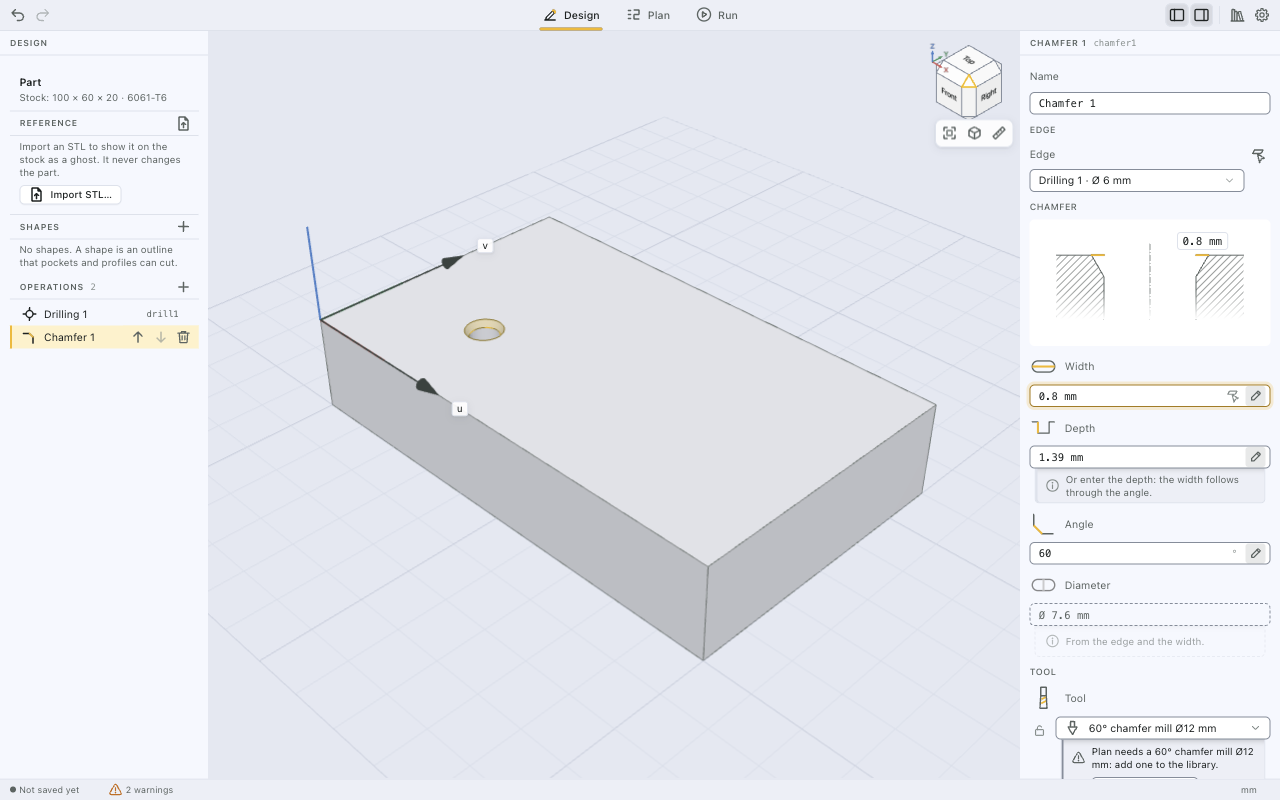 Design
Plan
Run
DESIGN
Part
Stock: 100 × 60 × 20 · 6061-T6
REFERENCE
Import an STL to show it on the
stock as a ghost. It never changes
the part.
Import STL...
SHAPES
No shapes. A shape is an outline
that pockets and profiles can cut.
OPERATIONS 2
Drilling 1 drill1
Chamfer 1
v
u
Z
Y
X
Top
Front
Right
CHAMFER 1 chamfer1
Name
Chamfer 1
EDGE
Edge
Drilling 1 · Ø 6 mm
CHAMFER
0.8 mm
Width
0.8 mm
Depth
1.39 mm
Or enter the depth: the width follows
through the angle.
Angle
60 °
Diameter
Ø 7.6 mm
From the edge and the width.
TOOL
Tool
60° chamfer mill Ø12 mm
Plan needs a 60° chamfer mill Ø12
mm: add one to the library.
Not saved yet
2 warnings
mm